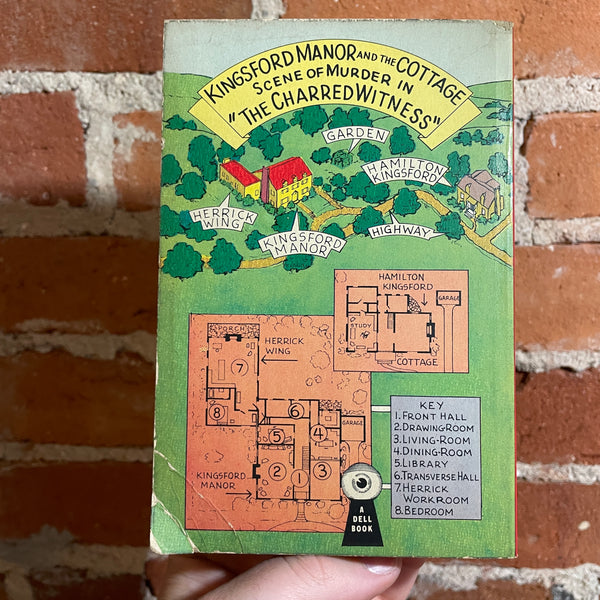 KINGSFORD MANOR AND THE COTTAGE
SCENE OF MURDER IN
"THE CHARRED WITNESS"
GARDEN
HAMILTON
KINGSFORD
HERRICK
WING
KINGSFORD
MANOR
HIGHWAY
HAMILTON
KINGSFORD
GARAGE
STUDY
COTTAGE
PORCH
HERRICK
WING
7
8
6
5
4
GARAGE
2
1
3
KINGSFORD
MANOR
KEY
1. FRONT HALL
2. DRAWING-ROOM
3. LIVING-ROOM
4. DINING-ROOM
5. LIBRARY
6. TRANSVERSE HALL
7. HERRICK
WORKROOM
8. BEDROOM
A
DELL
BOOK